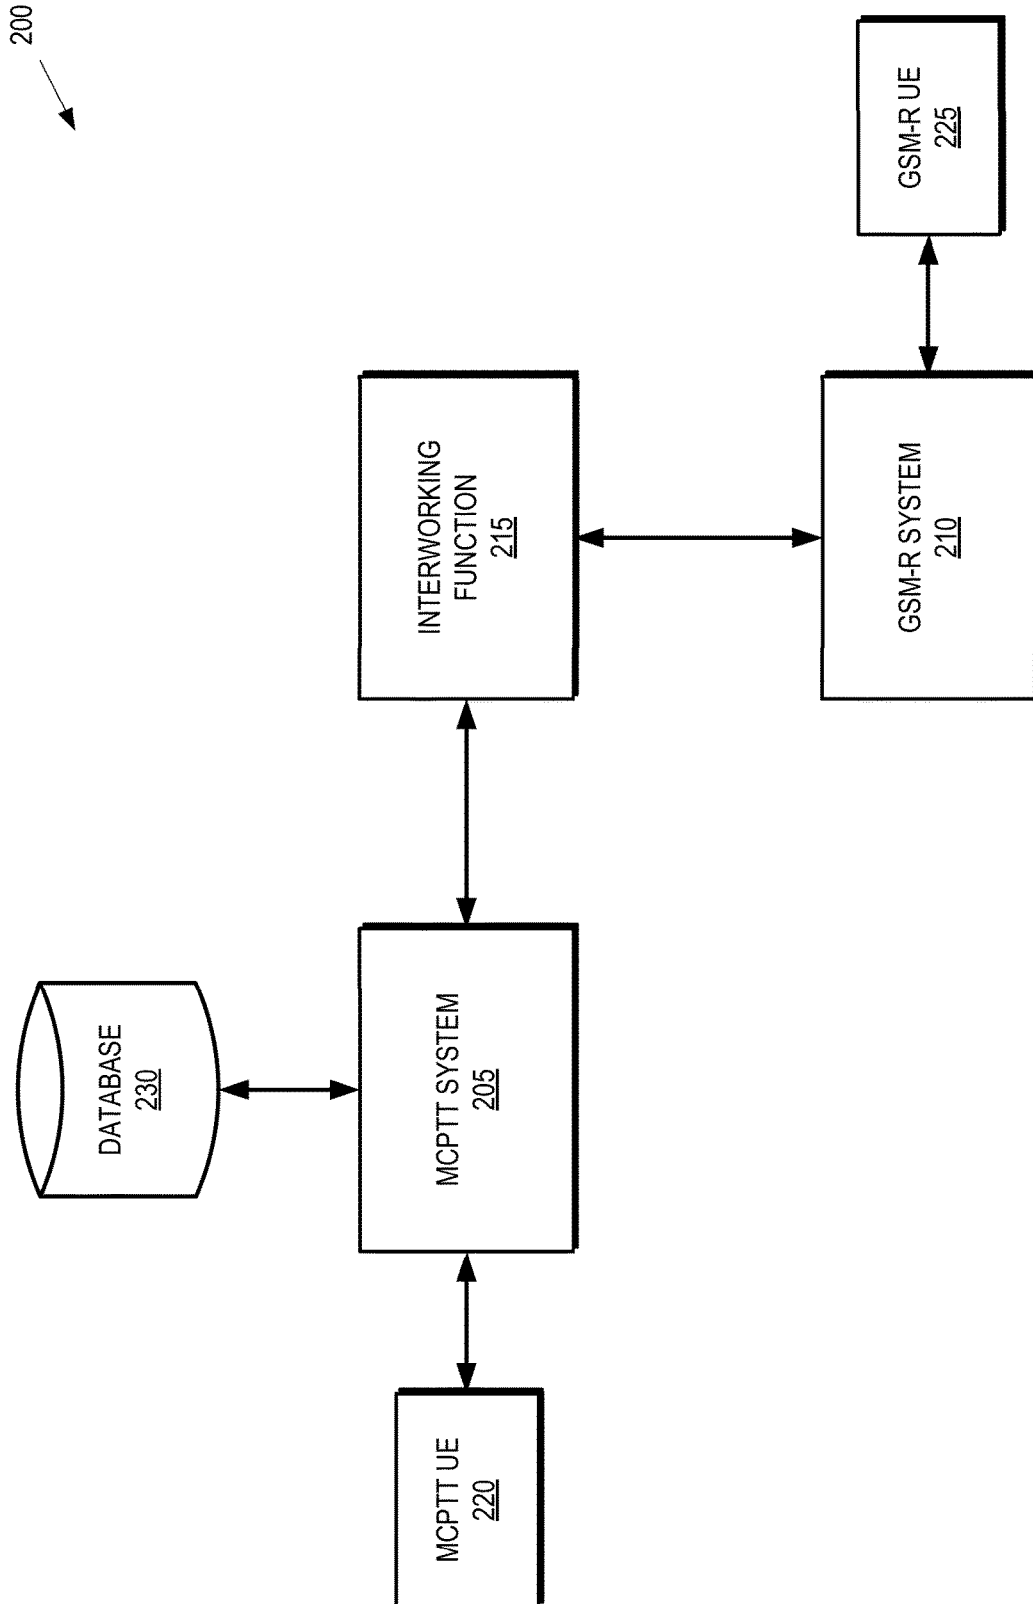 200
DATABASE
230
MCPTT UE
220
MCPTT SYSTEM
205
INTERWORKING
FUNCTION
215
GSM-R SYSTEM
210
GSM-R UE
225